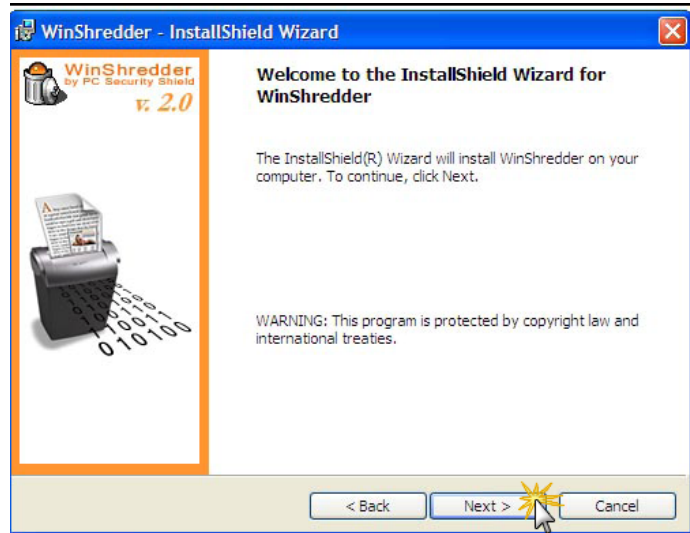 WinShredder - InstallShield Wizard
WinShredder
by PC Security Shield
v. 2.0
Welcome to the InstallShield Wizard for
WinShredder
The InstallShield(R) Wizard will install WinShredder on your
computer. To continue, click Next.
WARNING: This program is protected by copyright law and
international treaties.
010100
< Back
Next >
Cancel